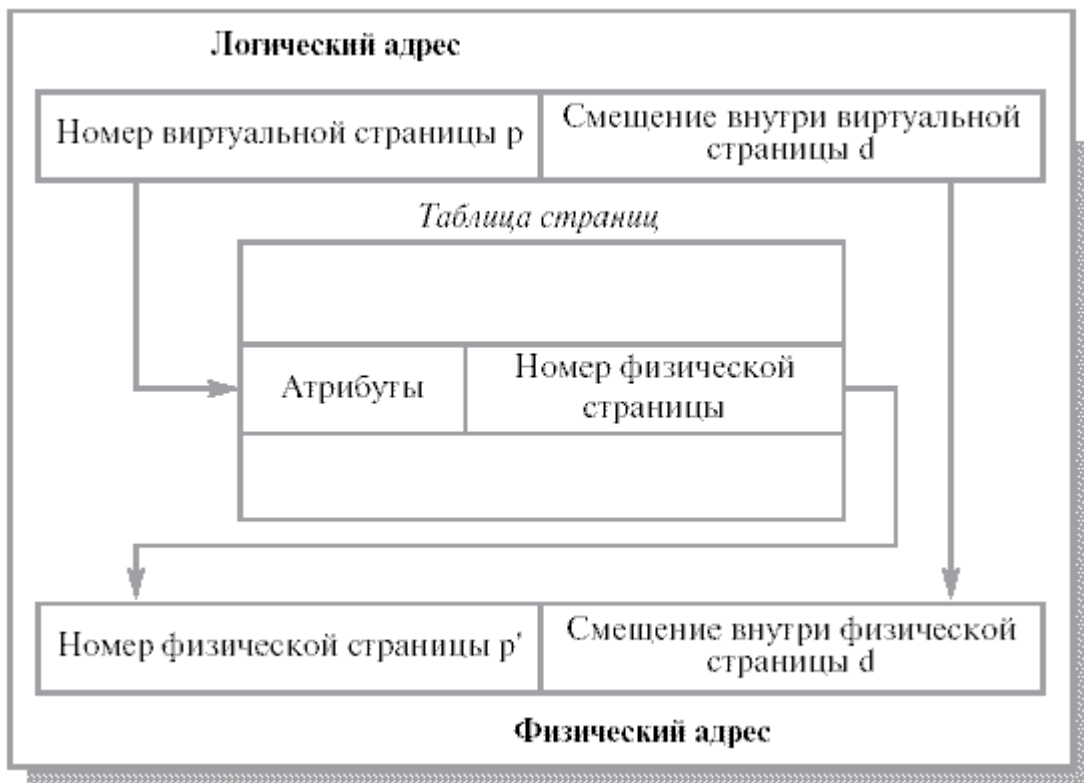 Логический адрес
Номер виртуальной страницы p
Смещение внутри виртуальной
страницы d
Таблица страниц
Атрибуты
Номер физической
страницы
Номер физической страницы p'
Смещение внутри физической
страницы d
Физический адрес